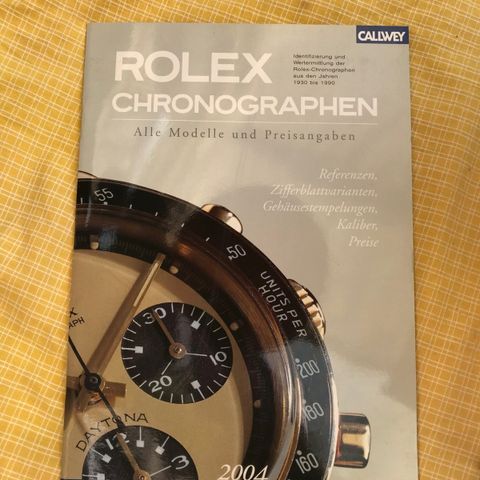 CALLWEY
ROLEX
Identifizierung und
Wertermittlung der
Rolex-Chronographen
aus den Jahren
1930 bis 1990
CHRONOGRAPHEN
Alle Modelle und Preisangaben
Referenzen,
Zifferblattvarianten,
Gehäusestempelungen,
Kaliber,
Preise
55
50
UNITS PER
HOUR
200
180
160
30
10
20
DAYTONA
12
3
2004